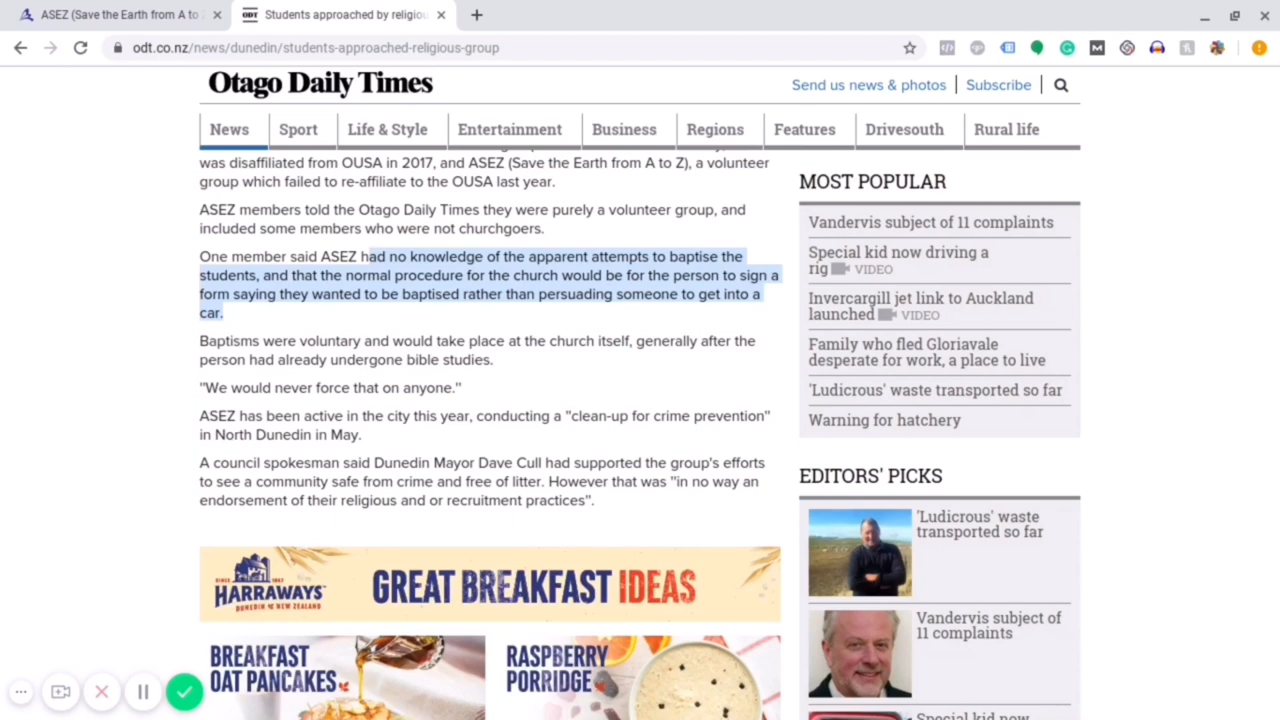 ASEZ (Save the Earth from A to
ODT Students approached by religiou
odt.co.nz/news/dunedin/students-approached-religious-group
Otago Daily Times
Send us news & photos
Subscribe
News
Sport
Life & Style
Entertainment
Business
Regions
Features
Drivesouth
Rural life
was disaffiliated from OUSA in 2017, and ASEZ (Save the Earth from A to Z), a volunteer
group which failed to re-affiliate to the OUSA last year.
ASEZ members told the Otago Daily Times they were purely a volunteer group, and
included some members who were not churchgoers.
One member said ASEZ had no knowledge of the apparent attempts to baptise the
students, and that the normal procedure for the church would be for the person to sign a
form saying they wanted to be baptised rather than persuading someone to get into a
car.
Baptisms were voluntary and would take place at the church itself, generally after the
person had already undergone bible studies.
"We would never force that on anyone."
ASEZ has been active in the city this year, conducting a "clean-up for crime prevention"
in North Dunedin in May.
A council spokesman said Dunedin Mayor Dave Cull had supported the group's efforts
to see a community safe from crime and free of litter. However that was "in no way an
endorsement of their religious and or recruitment practices".
SINCE 1867
HARRAWAYS
DUNEDIN NEW ZEALAND
GREAT BREAKFAST IDEAS
BREAKFAST
OAT PANCAKES
RASPBERRY
PORRIDGE
MOST POPULAR
Vandervis subject of 11 complaints
Special kid now driving a
rig VIDEO
Invercargill jet link to Auckland
launched VIDEO
Family who fled Gloriavale
desperate for work, a place to live
'Ludicrous' waste transported so far
Warning for hatchery
EDITORS' PICKS
'Ludicrous' waste
transported so far
Vandervis subject of
11 complaints
Special kid now